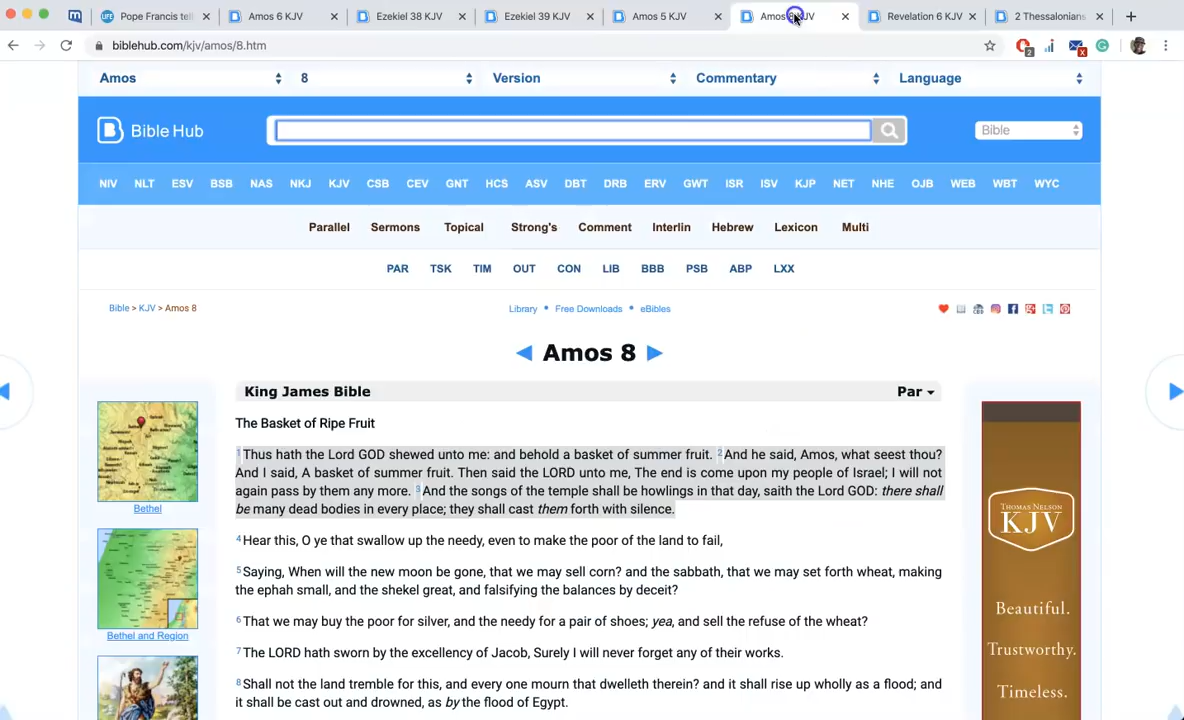 Pope Francis tell
Amos 6 KJV
Ezekiel 38 KJV
Ezekiel 39 KJV
Amos 5 KJV
Amos KJV
Revelation 6 KJV
2 Thessalonians
biblehub.com/kjv/amos/8.htm
2
x
Amos
8
Version
Commentary
Language
Bible Hub
Bible
NIV NLT ESV BSB NAS NKJ KJV CSB CEV GNT HCS ASV DBT DRB ERV GWT ISR ISV KJP NET NHE OJB WEB WBT WYC
Parallel Sermons Topical Strong's Comment Interlin Hebrew Lexicon Multi
PAR TSK TIM OUT CON LIB BBB PSB ABP LXX
Bible > KJV > Amos 8
Library • Free Downloads • eBibles
◄ Amos 8 ►
King James Bible
Par
The Basket of Ripe Fruit
1Thus hath the Lord GOD shewed unto me: and behold a basket of summer fruit. 2And he said, Amos, what seest thou?
And I said, A basket of summer fruit. Then said the LORD unto me, The end is come upon my people of Israel; I will not
again pass by them any more. 3And the songs of the temple shall be howlings in that day, saith the Lord GOD: there shall
be many dead bodies in every place; they shall cast them forth with silence.
4Hear this, O ye that swallow up the needy, even to make the poor of the land to fail,
5Saying, When will the new moon be gone, that we may sell corn? and the sabbath, that we may set forth wheat, making
the ephah small, and the shekel great, and falsifying the balances by deceit?
6That we may buy the poor for silver, and the needy for a pair of shoes; yea, and sell the refuse of the wheat?
7The LORD hath sworn by the excellency of Jacob, Surely I will never forget any of their works.
8Shall not the land tremble for this, and every one mourn that dwelleth therein? and it shall rise up wholly as a flood; and
it shall be cast out and drowned, as by the flood of Egypt.
Bethel
Bethel and Region
THOMAS NELSON
KJV
Beautiful.
Trustworthy.
Timeless.